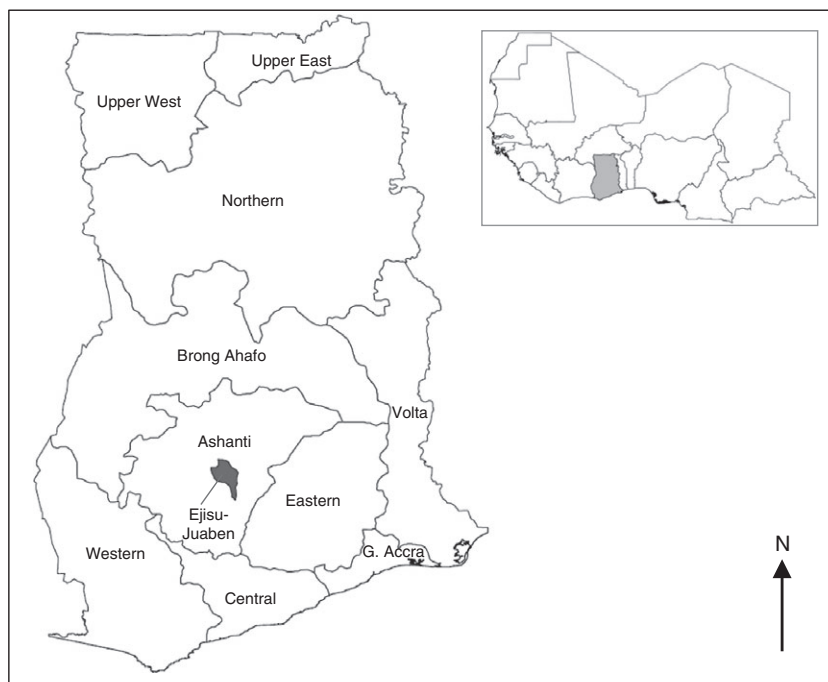 Upper East
Upper West
Northern
Brong Ahafo
Volta
Ashanti
Ejisu-
Juaben
Eastern
Western
G. Accra
Central
N